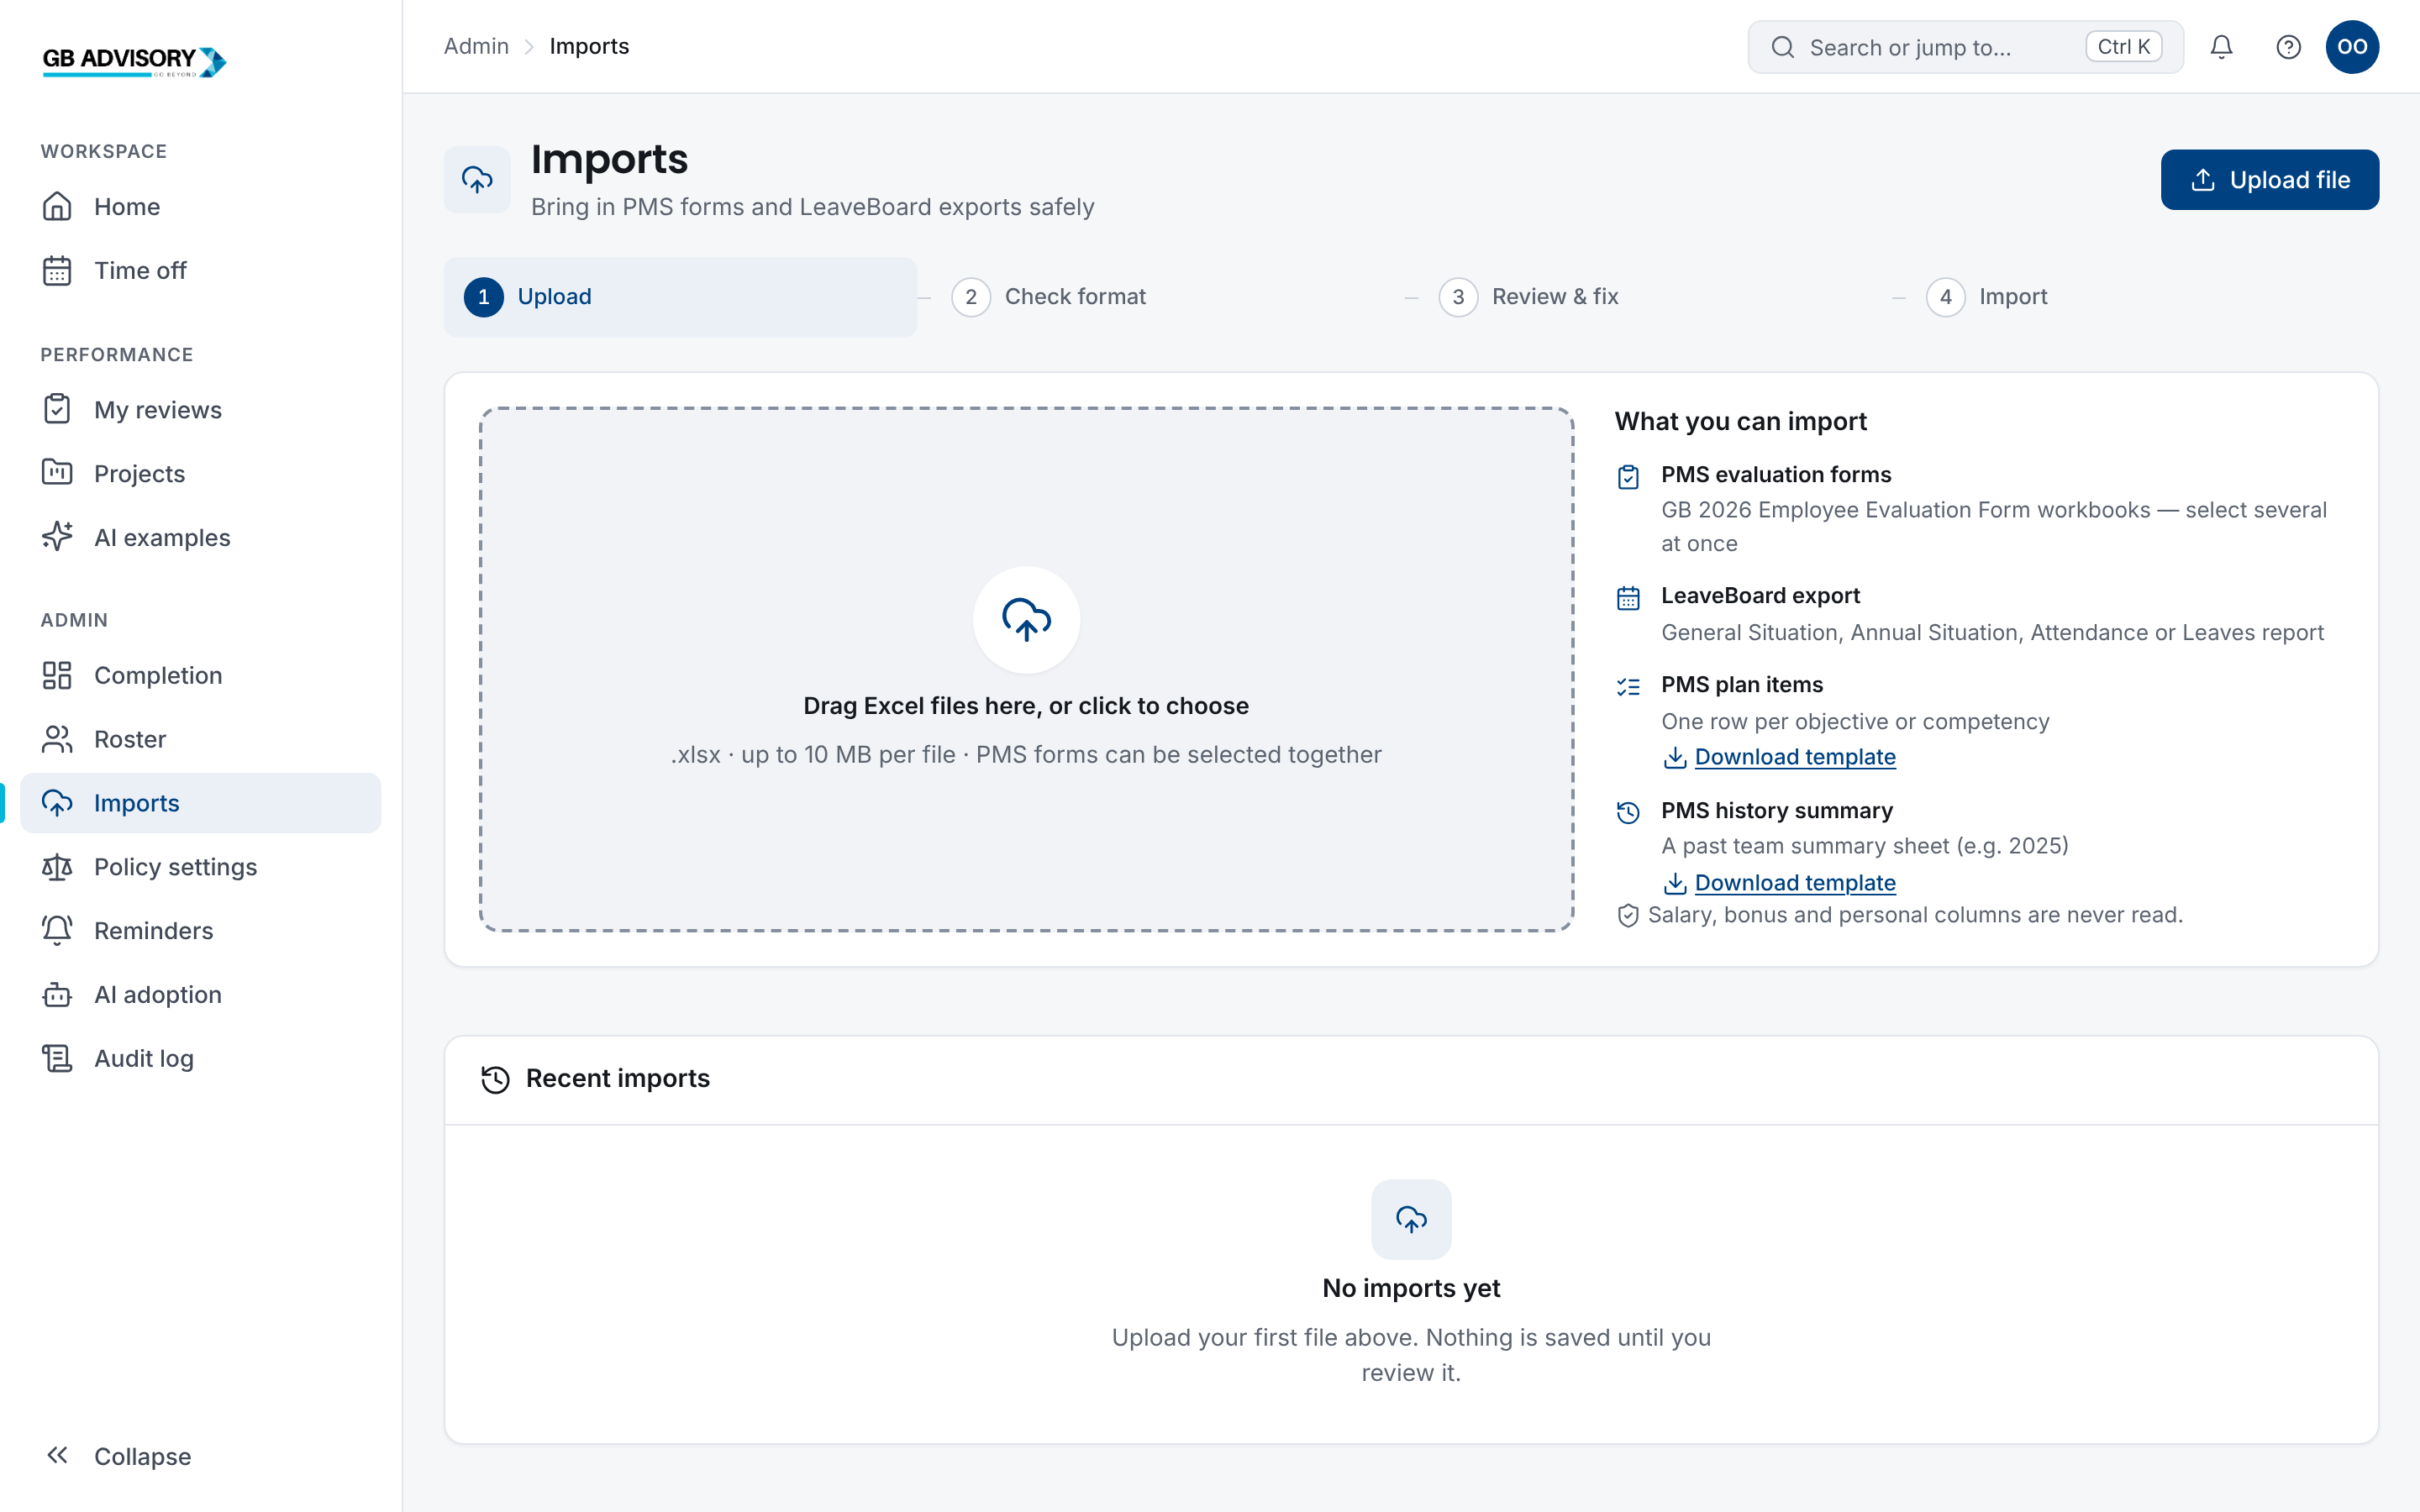 GB ADVISORY
GO BEYOND
WORKSPACE
Home
Time off
PERFORMANCE
My reviews
Projects
AI examples
ADMIN
Completion
Roster
Imports
Policy settings
Reminders
AI adoption
Audit log
Collapse
Admin Imports
Search or jump to... Ctrl K
OO
Imports
Bring in PMS forms and LeaveBoard exports safely
Upload file
1 Upload
2 Check format
3 Review & fix
4 Import
Drag Excel files here, or click to choose
.xlsx · up to 10 MB per file · PMS forms can be selected together
What you can import
PMS evaluation forms
GB 2026 Employee Evaluation Form workbooks — select several
at once
LeaveBoard export
General Situation, Annual Situation, Attendance or Leaves report
PMS plan items
One row per objective or competency
Download template
PMS history summary
A past team summary sheet (e.g. 2025)
Download template
Salary, bonus and personal columns are never read.
Recent imports
No imports yet
Upload your first file above. Nothing is saved until you
review it.